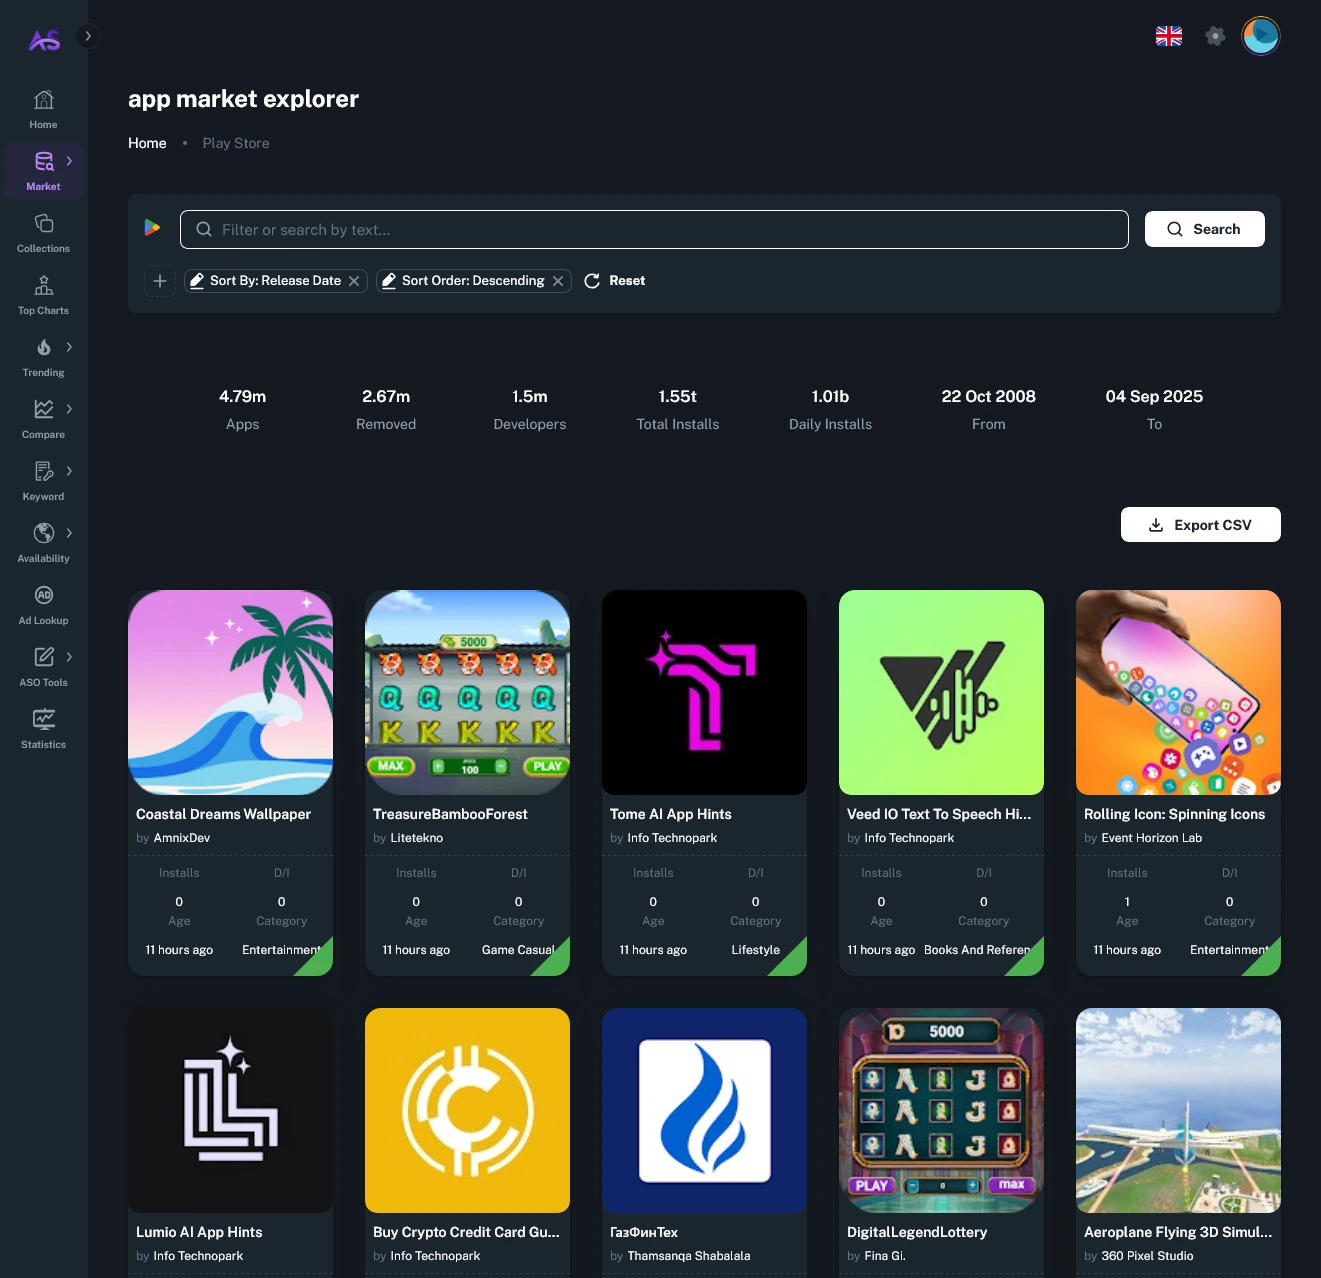 AS
app market explorer
Home • Play Store
Filter or search by text...
Search
Sort By: Release Date
Sort Order: Descending
Reset
Home
Market
Collections
Top Charts
Trending
Compare
Keyword
Availability
AD
Ad Lookup
ASO Tools
Statistics
4.79m 2.67m 1.5m 1.55t 1.01b 22 Oct 2008 04 Sep 2025
Apps Removed Developers Total Installs Daily Installs From To
Export CSV
5000
Q Q Q Q Q
K K K K K
MAX 100 PLAY
Coastal Dreams Wallpaper
by AmnixDev
Installs D/I
0 0
Age Category
11 hours ago Entertainment
TreasureBambooForest
by Litetekno
Installs D/I
0 0
Age Category
11 hours ago Game Casual
Tome AI App Hints
by Info Technopark
Installs D/I
0 0
Age Category
11 hours ago Lifestyle
Veed IO Text To Speech Hi...
by Info Technopark
Installs D/I
0 0
Age Category
11 hours ago Books And Referen
Rolling Icon: Spinning Icons
by Event Horizon Lab
Installs D/I
1 0
Age Category
11 hours ago Entertainment
Lumio AI App Hints
by Info Technopark
Buy Crypto Credit Card Gu...
by Info Technopark
ГазФинТех
by Thamsanqa Shabalala
5000
A J
A J
A J
PLAY 0 max
DigitalLegendLottery
by Fina Gi.
Aeroplane Flying 3D Simul...
by 360 Pixel Studio